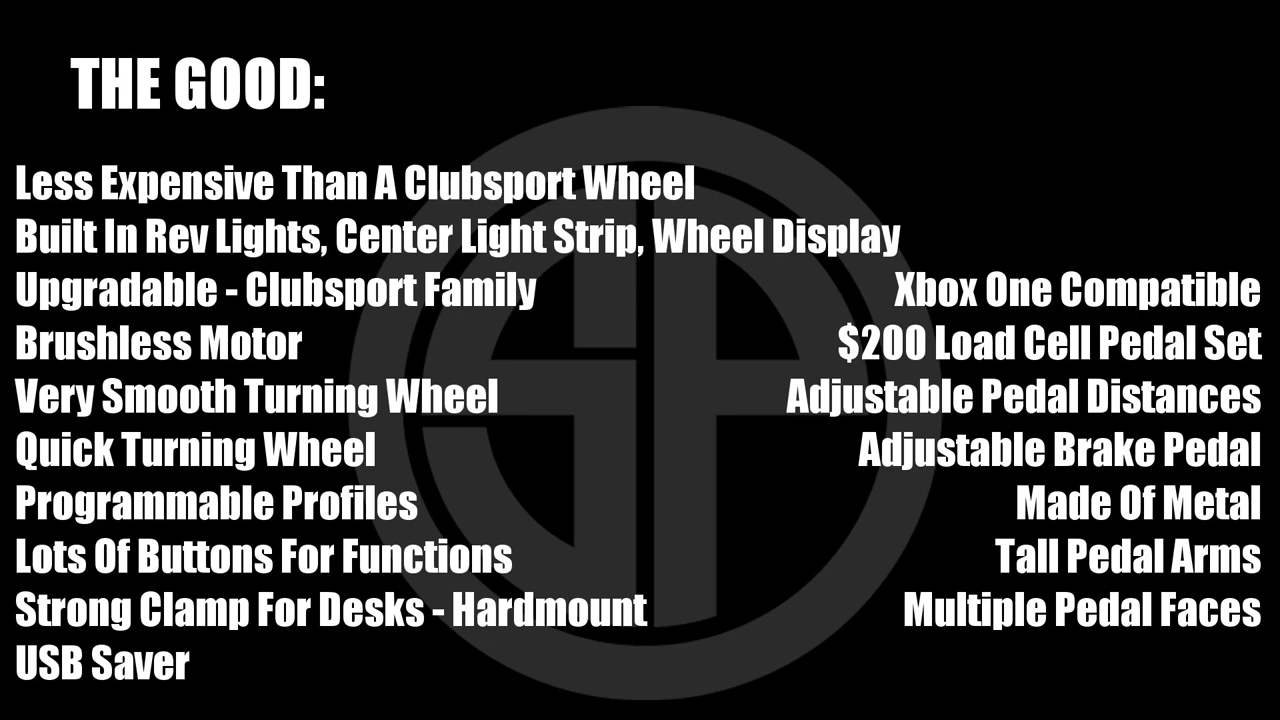 THE GOOD:
Less Expensive Than A Clubsport Wheel
Built In Rev Lights, Center Light Strip, Wheel Display
Upgradable - Clubsport Family
Brushless Motor
Very Smooth Turning Wheel
Quick Turning Wheel
Programmable Profiles
Lots Of Buttons For Functions
Strong Clamp For Desks - Hardmount
USB Saver
Xbox One Compatible
$200 Load Cell Pedal Set
Adjustable Pedal Distances
Adjustable Brake Pedal
Made Of Metal
Tall Pedal Arms
Multiple Pedal Faces